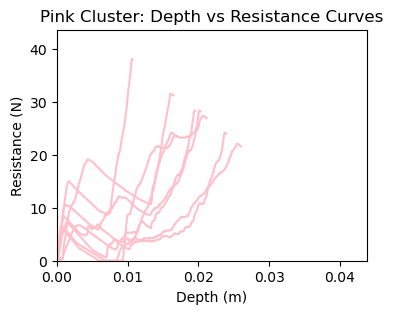 Pink Cluster: Depth vs Resistance Curves
40
30
20
10
0
Resistance (N)
0.00 0.01 0.02 0.03 0.04
Depth (m)